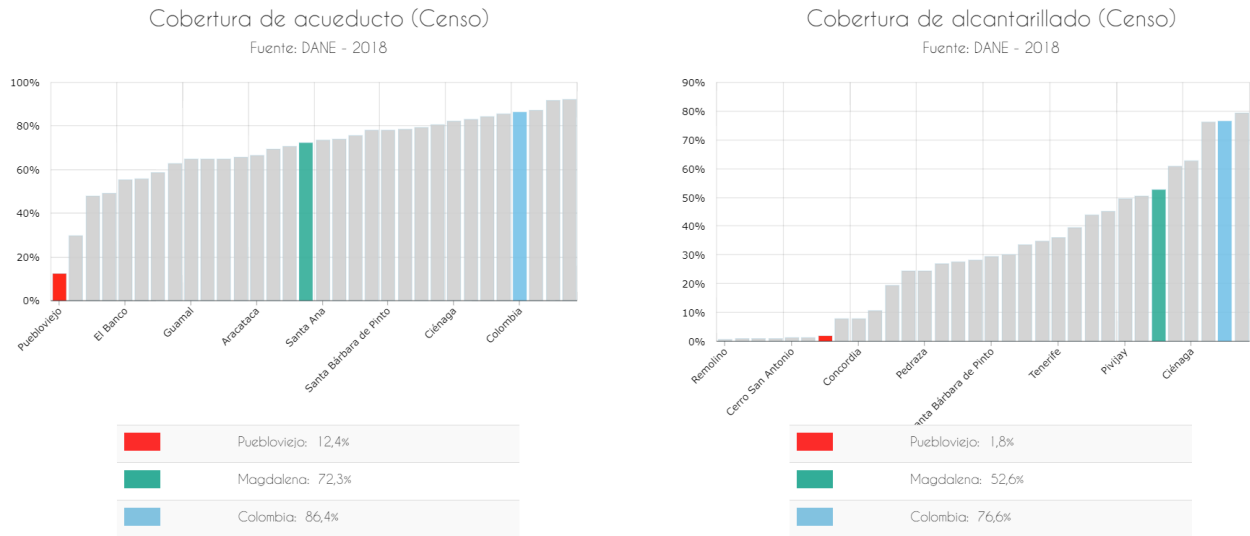 Cobertura de acueducto (Censo)
Fuente: DANE - 2018
100%
80%
60%
40%
20%
0%
Puebloviejo
El Banco
Guamal
Aracataca
Santa Ana
Santa Bárbara de Pinto
Ciénaga
Colombia
Puebloviejo: 12,4%
Magdalena: 72,3%
Colombia: 86,4%
Cobertura de alcantarillado (Censo)
Fuente: DANE - 2018
90%
80%
70%
60%
50%
40%
30%
20%
10%
0%
Remolino
Cerro San Antonio
Concordia
Pedraza
anta Bárbara de Pinto
Tenerife
Pivijay
Ciénaga
Puebloviejo: 1,8%
Magdalena: 52,6%
Colombia: 76,6%